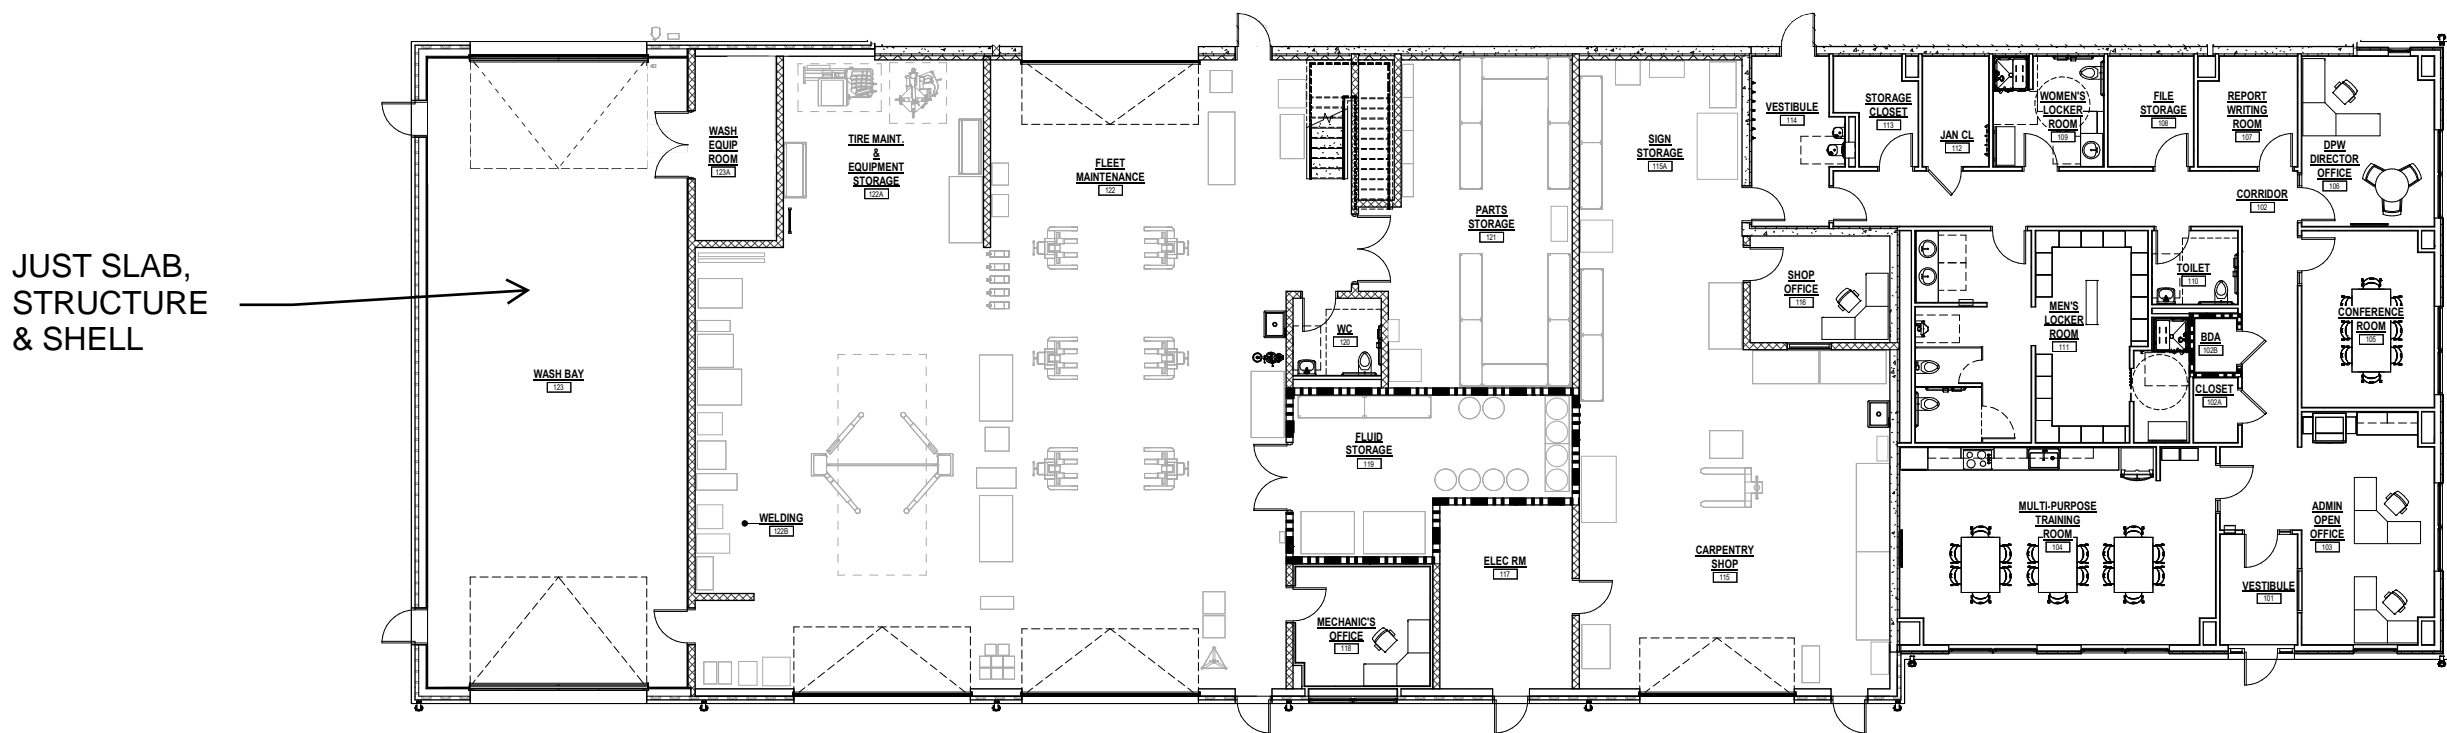 JUST SLAB,
STRUCTURE
& SHELL
WASH BAY
123
WASH
EQUIP
ROOM
123A
TIRE MAINT.
&
EQUIPMENT
STORAGE
122A
WELDING
122B
FLEET
MAINTENANCE
122
PARTS
STORAGE
121
WC
120
FLUID
STORAGE
119
MECHANIC'S
OFFICE
118
ELEC RM
117
SIGN
STORAGE
115A
SHOP
OFFICE
116
CARPENTRY
SHOP
115
VESTIBULE
114
STORAGE
CLOSET
113
JAN CL
112
WOMEN'S
LOCKER
ROOM
109
FILE
STORAGE
108
REPORT
WRITING
ROOM
107
DPW
DIRECTOR
OFFICE
106
CORRIDOR
102
TOILET
110
MEN'S
LOCKER
ROOM
111
BDA
102B
CLOSET
102A
CONFERENCE
ROOM
105
MULTI-PURPOSE
TRAINING
ROOM
104
ADMIN
OPEN
OFFICE
103
VESTIBULE
101